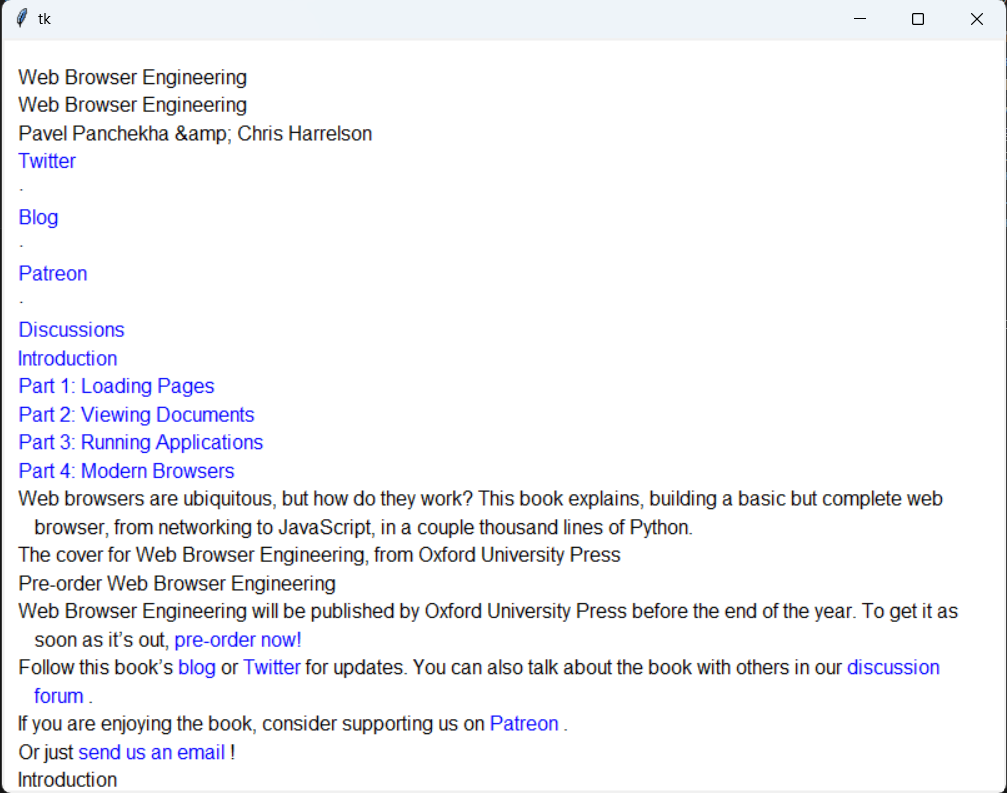 tk
Web Browser Engineering
Web Browser Engineering
Pavel Panchekha &amp; Chris Harrelson
Twitter
·
Blog
·
Patreon
·
Discussions
Introduction
Part 1: Loading Pages
Part 2: Viewing Documents
Part 3: Running Applications
Part 4: Modern Browsers
Web browsers are ubiquitous, but how do they work? This book explains, building a basic but complete web
browser, from networking to JavaScript, in a couple thousand lines of Python.
The cover for Web Browser Engineering, from Oxford University Press
Pre-order Web Browser Engineering
Web Browser Engineering will be published by Oxford University Press before the end of the year. To get it as
soon as it’s out, pre-order now!
Follow this book’s blog or Twitter for updates. You can also talk about the book with others in our discussion
forum .
If you are enjoying the book, consider supporting us on Patreon .
Or just send us an email !
Introduction